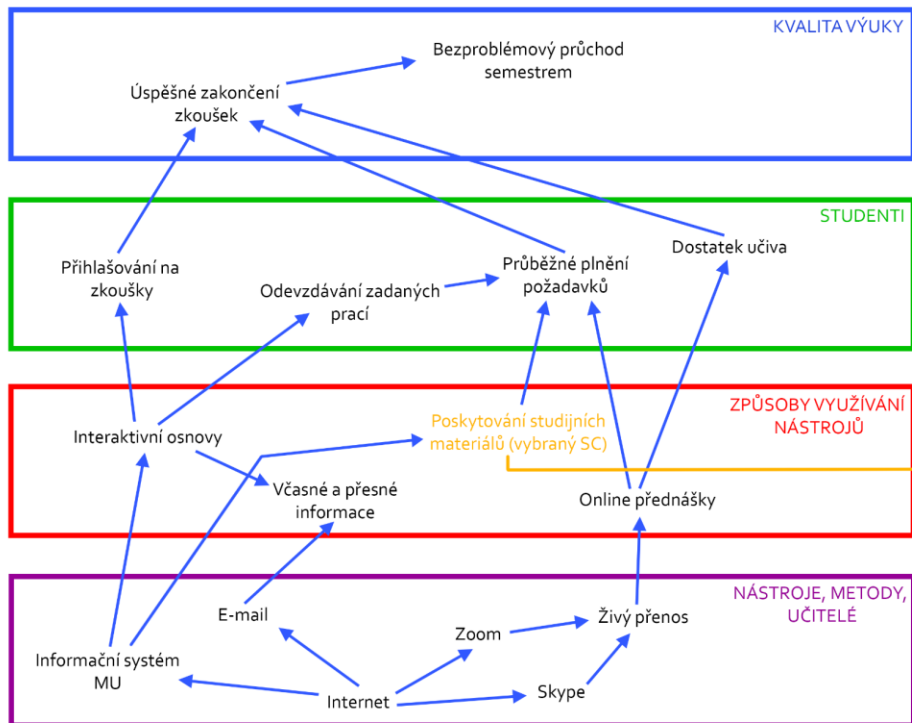 KVALITA VÝUKY
Bezproblémový průchod
semestrem
Úspěšné zakončení
zkoušek
STUDENTI
Přihlašování na
zkoušky
Odevzdávání zadaných
prací
Průběžné plnění
požadavků
Dostatek učiva
ZPŮSOBY VYUŽÍVÁNÍ
NÁSTROJŮ
Interaktivní osnovy
Poskytování studijních
materiálů (vybraný SC)
Včasné a přesné
informace
Online přednášky
NÁSTROJE, METODY,
UČITELÉ
E-mail
Zoom
Živý přenos
Informační systém
MU
Internet
Skype